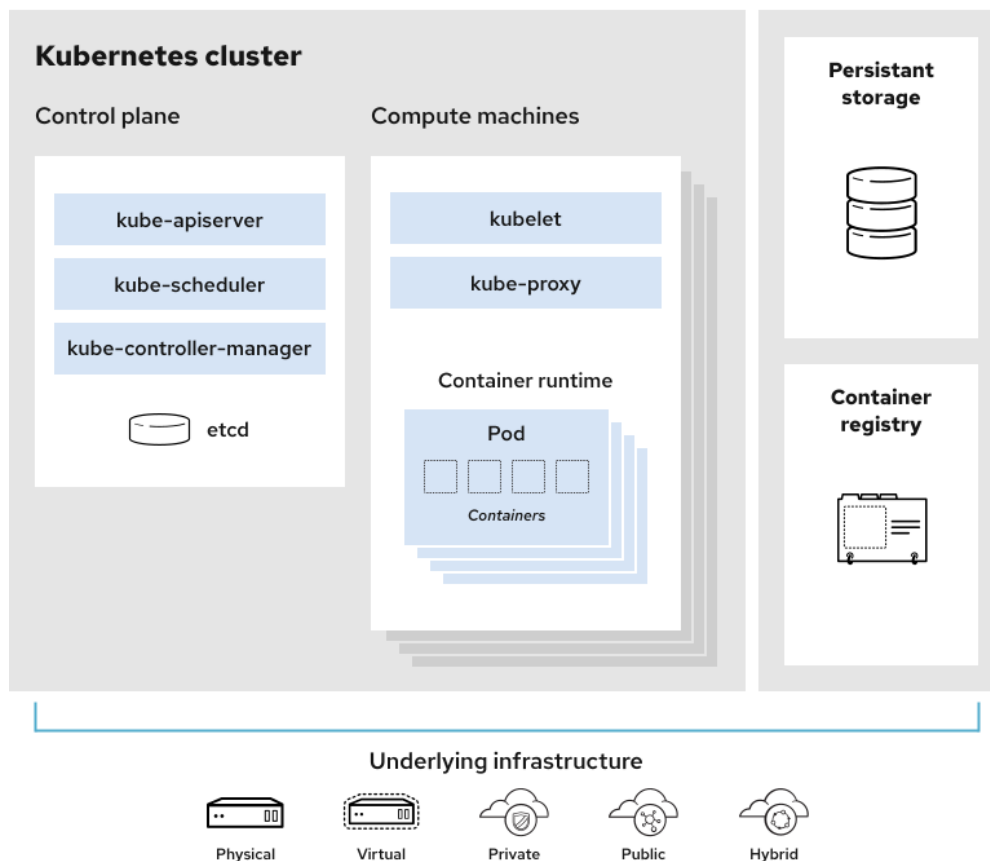 Kubernetes cluster
Control plane
kube-apiserver
kube-scheduler
kube-controller-manager
etcd
Compute machines
kubelet
kube-proxy
Container runtime
Pod
Containers
Persistant
storage
Container
registry
Underlying infrastructure
Physical
Virtual
Private
Public
Hybrid